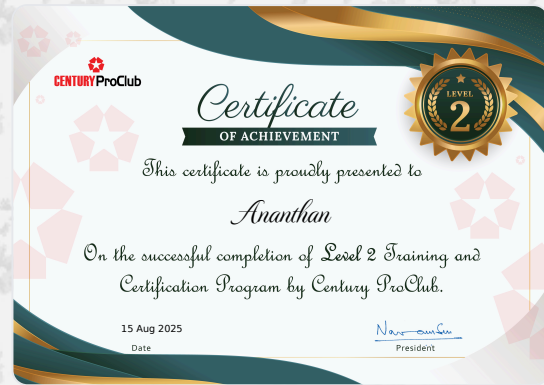 CENTURY ProClub
Certificate
OF ACHIEVEMENT
LEVEL
2
This certificate is proudly presented to
Ananthan
On the successful completion of Level 2 Training and
Certification Program by Century ProClub.
15 Aug 2025
Date
President